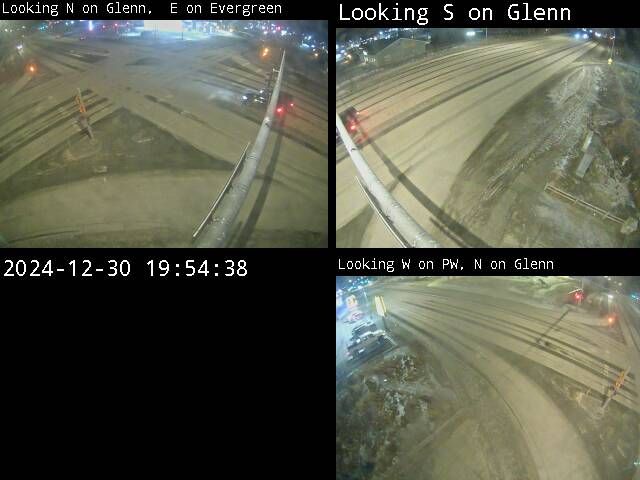 Looking N on Glenn,  E on Evergreen
Looking S on Glenn
2024-12-30 19:54:38
Looking W on PW, N on Glenn